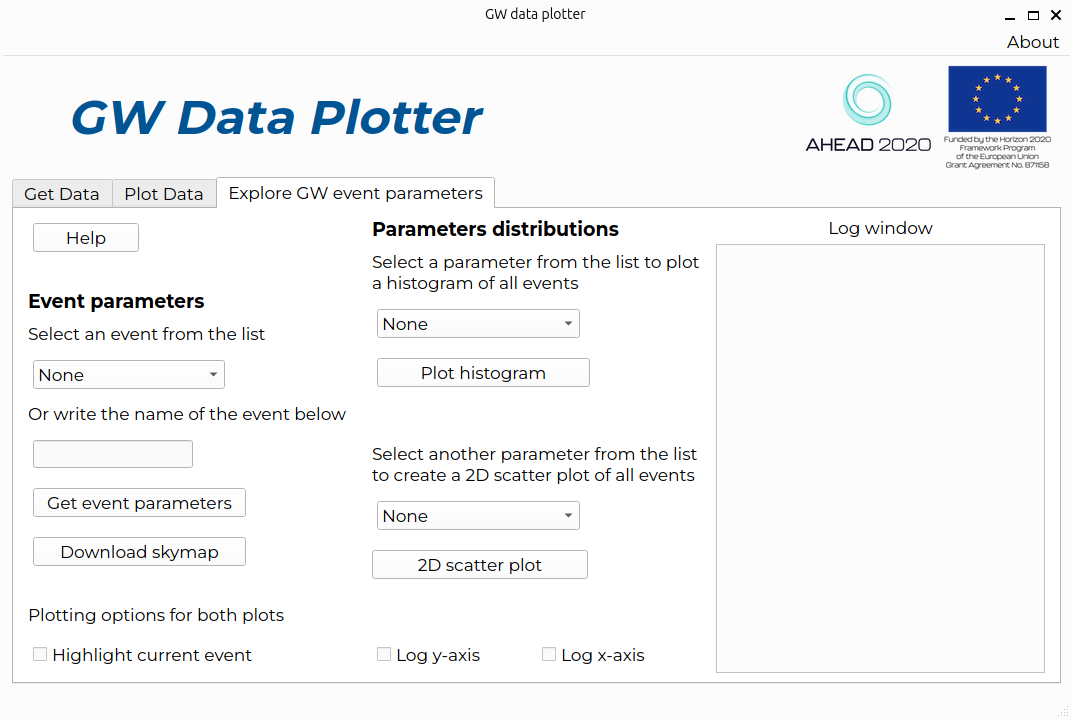 GW data plotter
About
GW Data Plotter
AHEAD 2020
Funded by the Horizon 2020
Framework Program
of the European Union
Grant Agreement No. 871158
Get Data
Plot Data
Explore GW event parameters
Help
Event parameters
Select an event from the list
None
Or write the name of the event below
Get event parameters
Download skymap
Parameters distributions
Select a parameter from the list to plot
a histogram of all events
None
Plot histogram
Select another parameter from the list
to create a 2D scatter plot of all events
None
2D scatter plot
Plotting options for both plots
Highlight current event
Log y-axis
Log x-axis
Log window